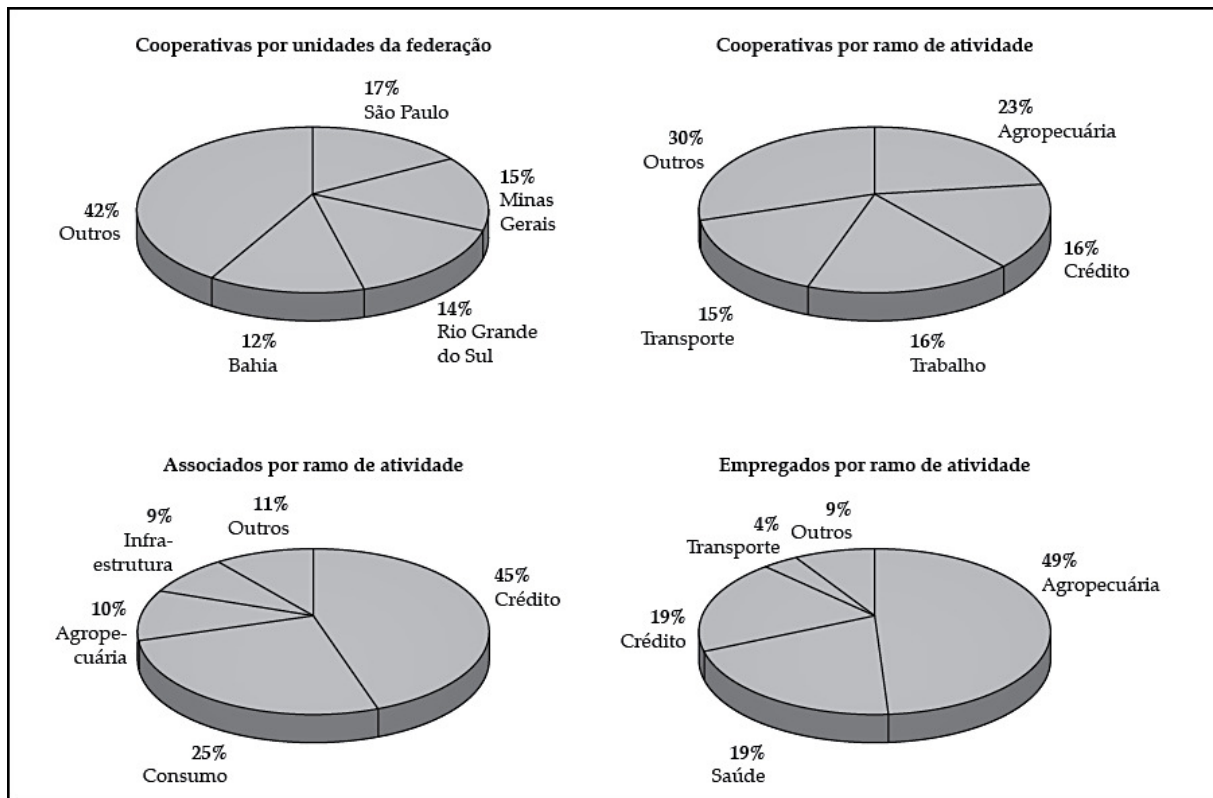 Cooperativas por unidades da federação
17%
São Paulo
15%
Minas
Gerais
14%
Rio Grande
do Sul
12%
Bahia
42%
Outros
Cooperativas por ramo de atividade
23%
Agropecuária
16%
Crédito
16%
Trabalho
15%
Transporte
30%
Outros
Associados por ramo de atividade
45%
Crédito
25%
Consumo
10%
Agrope-
cuária
9%
Infra-
estrutura
11%
Outros
Empregados por ramo de atividade
49%
Agropecuária
19%
Saúde
19%
Crédito
4%
Transporte
9%
Outros